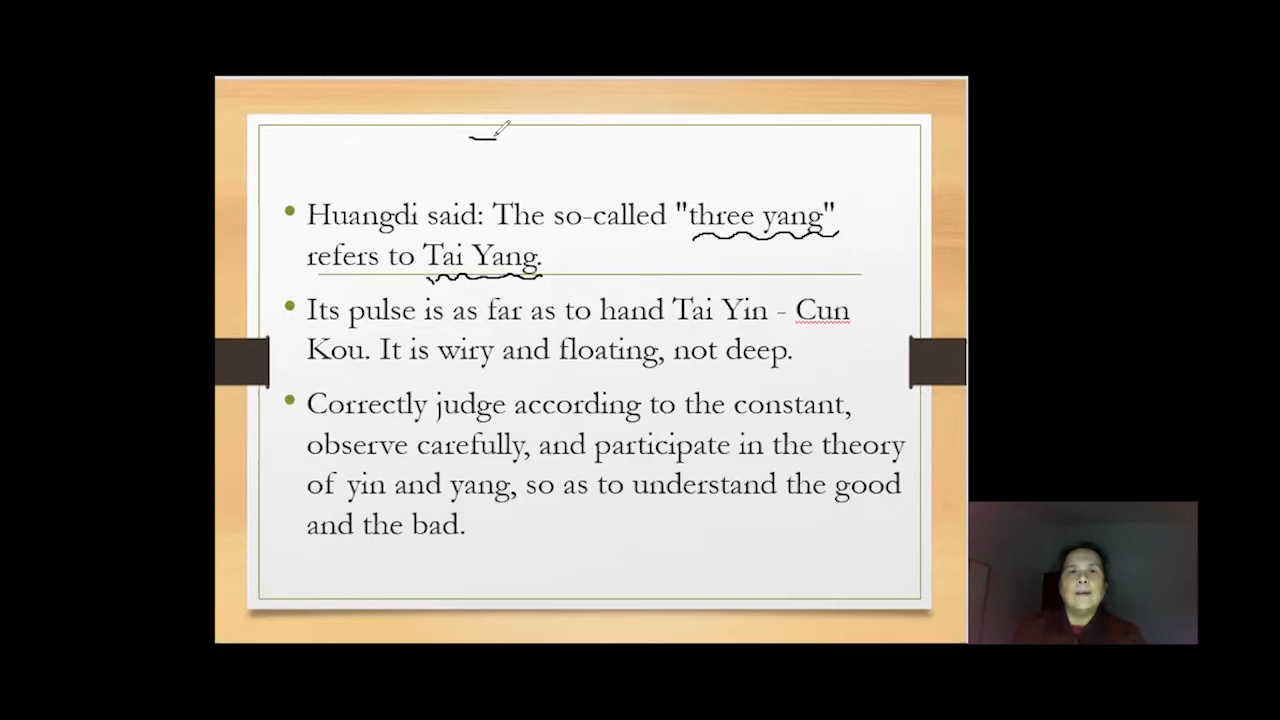 Huangdi said: The so-called "three yang"
refers to Tai Yang.
Its pulse is as far as to hand Tai Yin - Cun
Kou. It is wiry and floating, not deep.
Correctly judge according to the constant,
observe carefully, and participate in the theory
of yin and yang, so as to understand the good
and the bad.